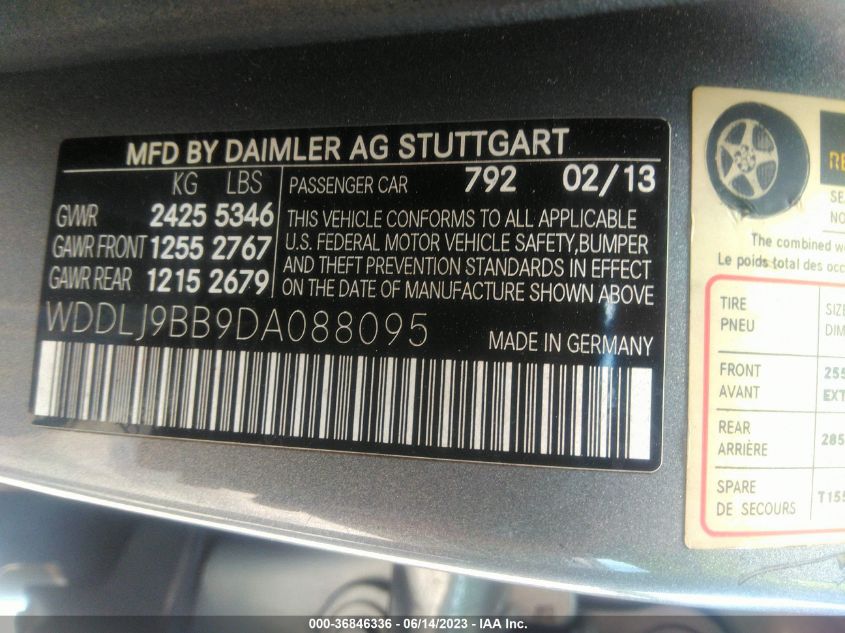 MFD BY DAIMLER AG STUTTGART
KG LBS
GVWR 2425 5346
GAWR FRONT 1255 2767
GAWR REAR 1215 2679
PASSENGER CAR 792 02/13
THIS VEHICLE CONFORMS TO ALL APPLICABLE
U.S. FEDERAL MOTOR VEHICLE SAFETY,BUMPER
AND THEFT PREVENTION STANDARDS IN EFFECT
ON THE DATE OF MANUFACTURE SHOWN ABOVE
WDDLJ9BB9DA088095 MADE IN GERMANY
The combined
Le poids total des
TIRE
PNEU
FRONT
AVANT
REAR 285
ARRIÈRE
SPARE T155
DE SECOURS
000-36846336 - 06/14/2023 - IAA Inc.